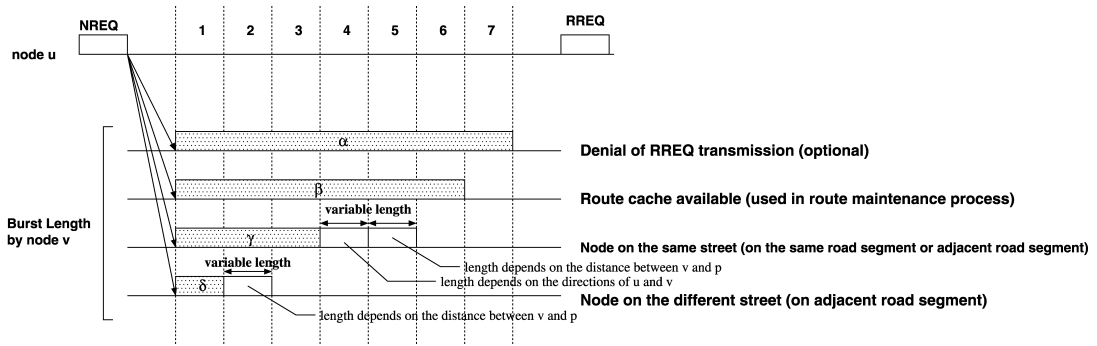 NREQ
1 2 3 4 5 6 7
RREQ
node u
α
Denial of RREQ transmission (optional)
β
Route cache available (used in route maintenance process)
Burst Length
by node v
variable length
γ
Node on the same street (on the same road segment or adjacent road segment)
length depends on the distance between v and p
length depends on the directions of u and v
variable length
δ
Node on the different street (on adjacent road segment)
length depends on the distance between v and p